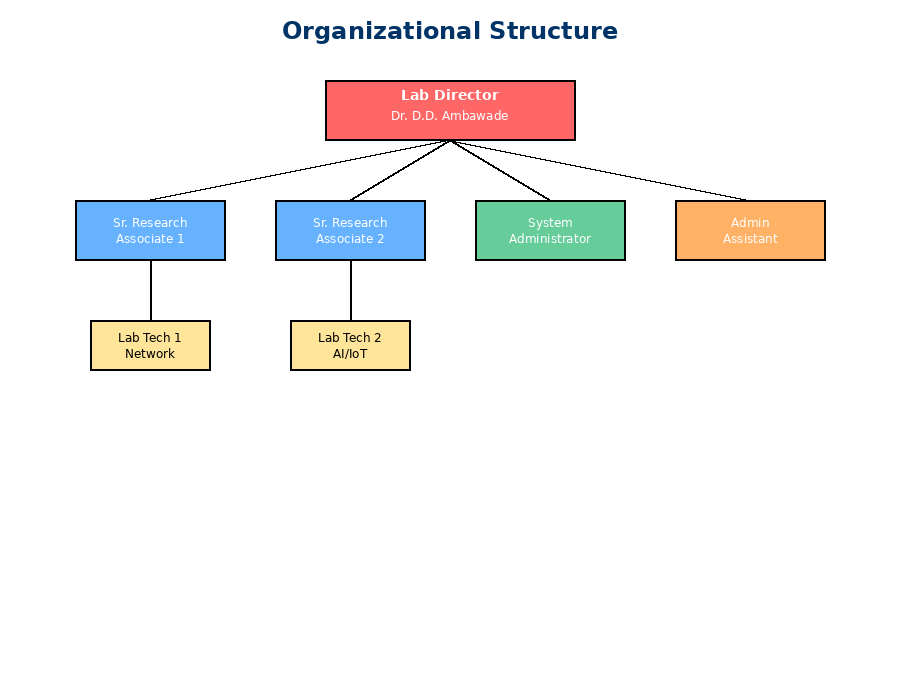 Organizational Structure
Lab Director
Dr. D.D. Ambawade
Sr. Research
Associate 1
Sr. Research
Associate 2
System
Administrator
Admin
Assistant
Lab Tech 1
Network
Lab Tech 2
AI/IoT